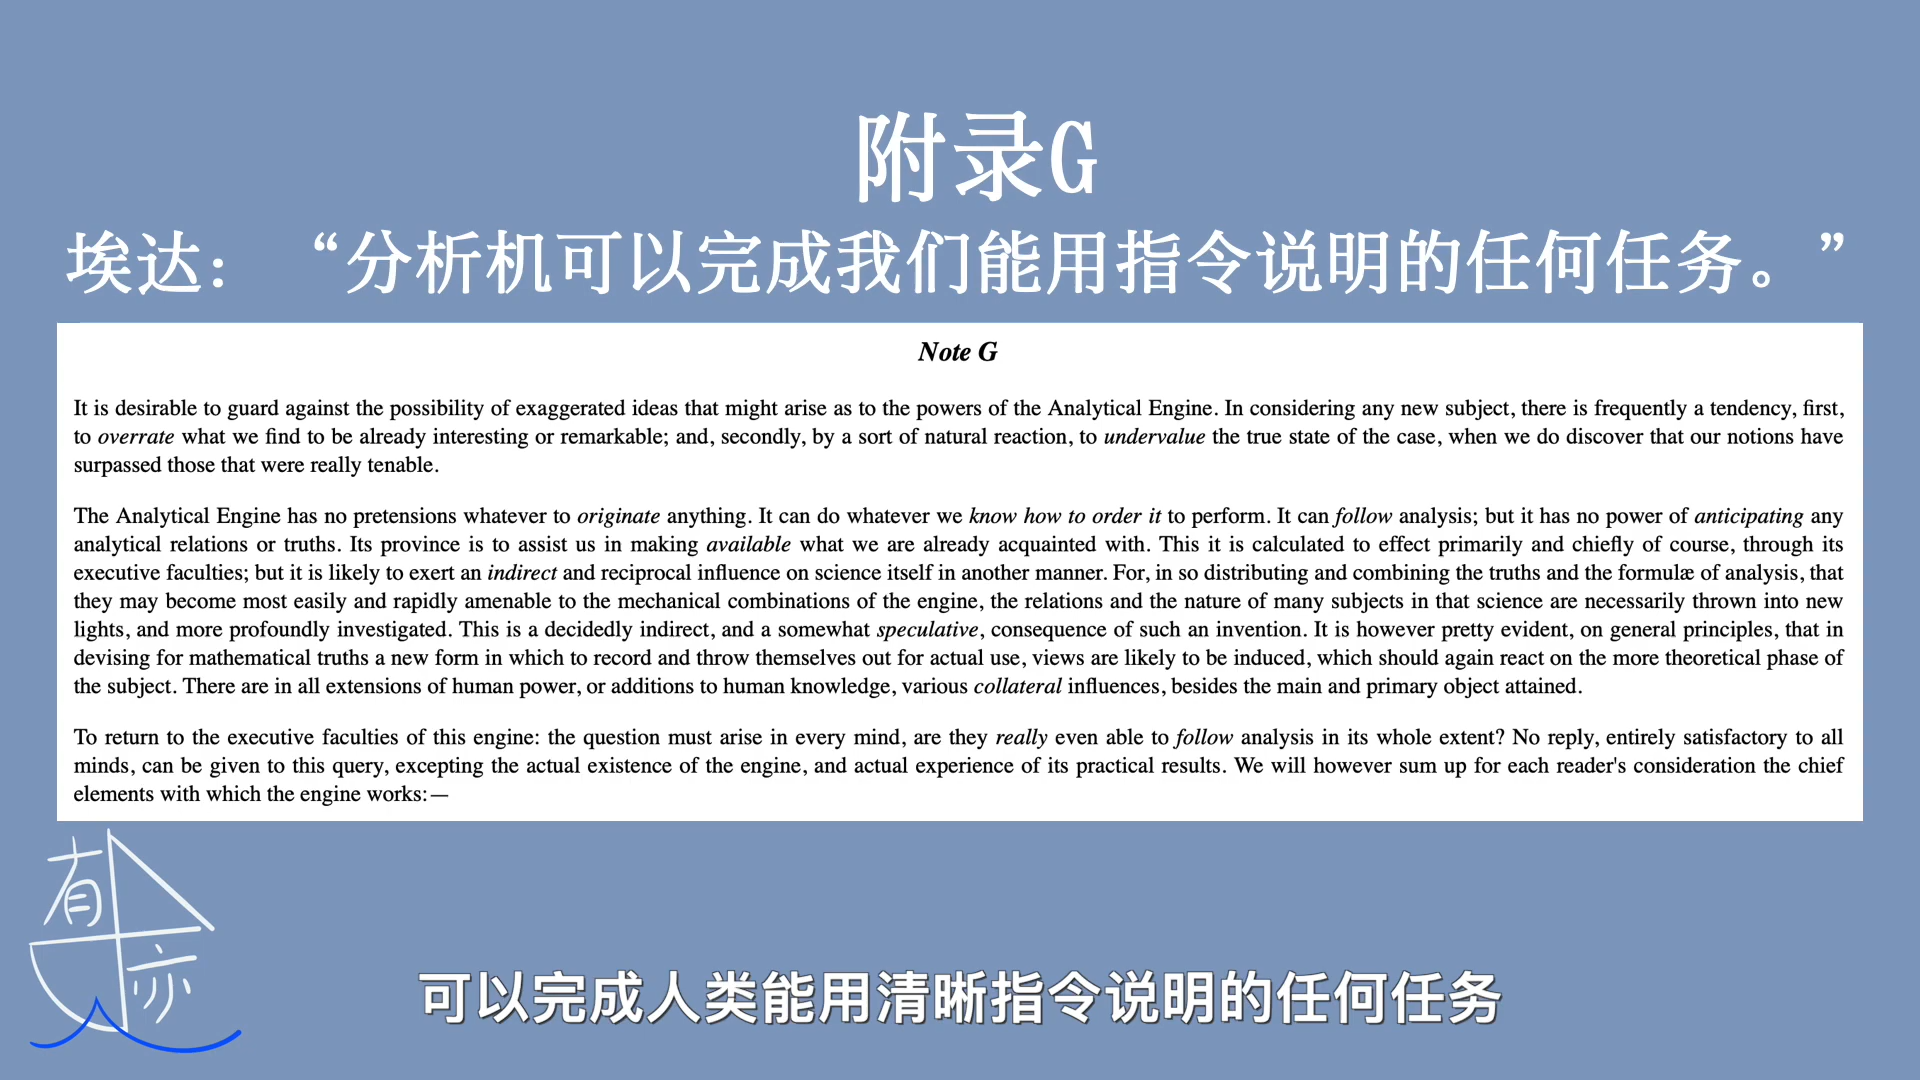 附录G
埃达：“分析机可以完成我们能用指令说明的任何任务。”
Note G
It is desirable to guard against the possibility of exaggerated ideas that might arise as to the powers of the Analytical Engine. In considering any new subject, there is frequently a tendency, first,
to overrate what we find to be already interesting or remarkable; and, secondly, by a sort of natural reaction, to undervalue the true state of the case, when we do discover that our notions have
surpassed those that were really tenable.
The Analytical Engine has no pretensions whatever to originate anything. It can do whatever we know how to order it to perform. It can follow analysis; but it has no power of anticipating any
analytical relations or truths. Its province is to assist us in making available what we are already acquainted with. This it is calculated to effect primarily and chiefly of course, through its
executive faculties; but it is likely to exert an indirect and reciprocal influence on science itself in another manner. For, in so distributing and combining the truths and the formulæ of analysis, that
they may become most easily and rapidly amenable to the mechanical combinations of the engine, the relations and the nature of many subjects in that science are necessarily thrown into new
lights, and more profoundly investigated. This is a decidedly indirect, and a somewhat speculative, consequence of such an invention. It is however pretty evident, on general principles, that in
devising for mathematical truths a new form in which to record and throw themselves out for actual use, views are likely to be induced, which should again react on the more theoretical phase of
the subject. There are in all extensions of human power, or additions to human knowledge, various collateral influences, besides the main and primary object attained.
To return to the executive faculties of this engine: the question must arise in every mind, are they really even able to follow analysis in its whole extent? No reply, entirely satisfactory to all
minds, can be given to this query, excepting the actual existence of the engine, and actual experience of its practical results. We will however sum up for each reader's consideration the chief
elements with which the engine works:—
有
亦
可以完成人类能用清晰指令说明的任何任务